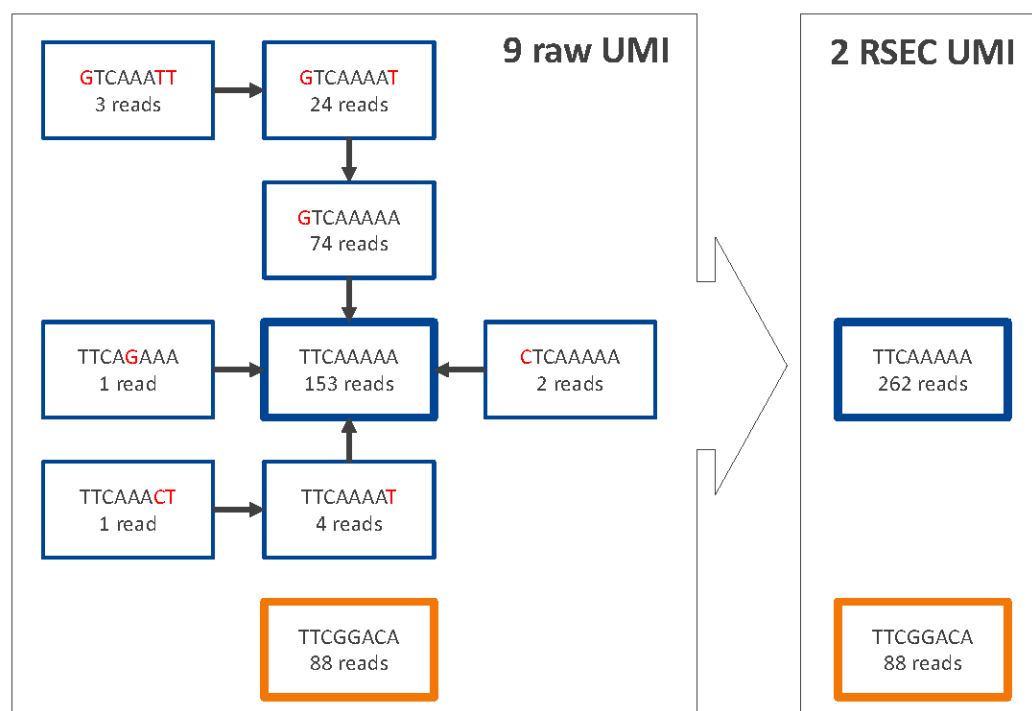 9 raw UMI
2 RSEC UMI
GTCAAATT
3 reads
GTCAAAAT
24 reads
GTCAAAAA
74 reads
TTCAGAAA
1 read
TTCAAAAA
153 reads
CTCAAAAA
2 reads
TTCAAAAA
262 reads
TTCAAACT
1 read
TTCAAAAT
4 reads
TTCGGACA
88 reads
TTCGGACA
88 reads